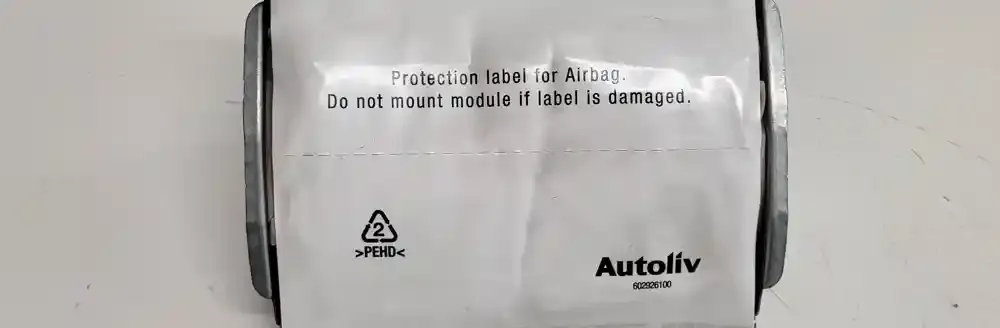 Protection label for Airbag.
Do not mount module if label is damaged.
2
>PEHD<
Autoliv
602926100